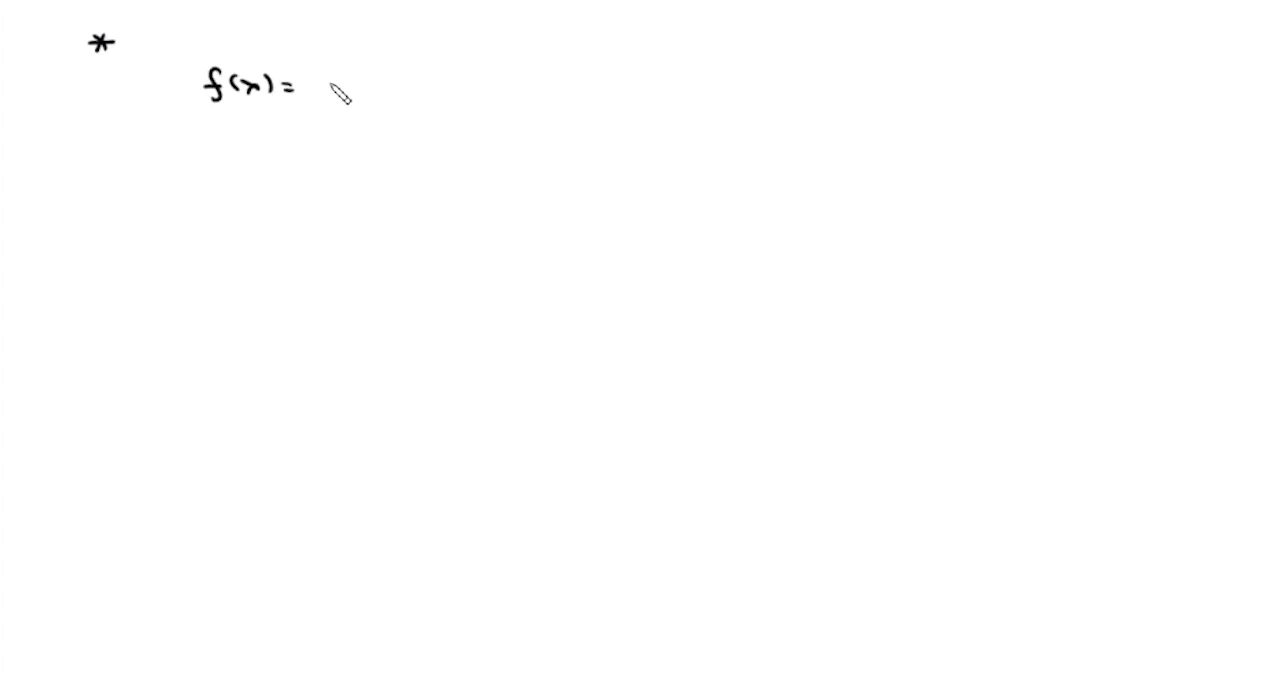 *
f(x) =